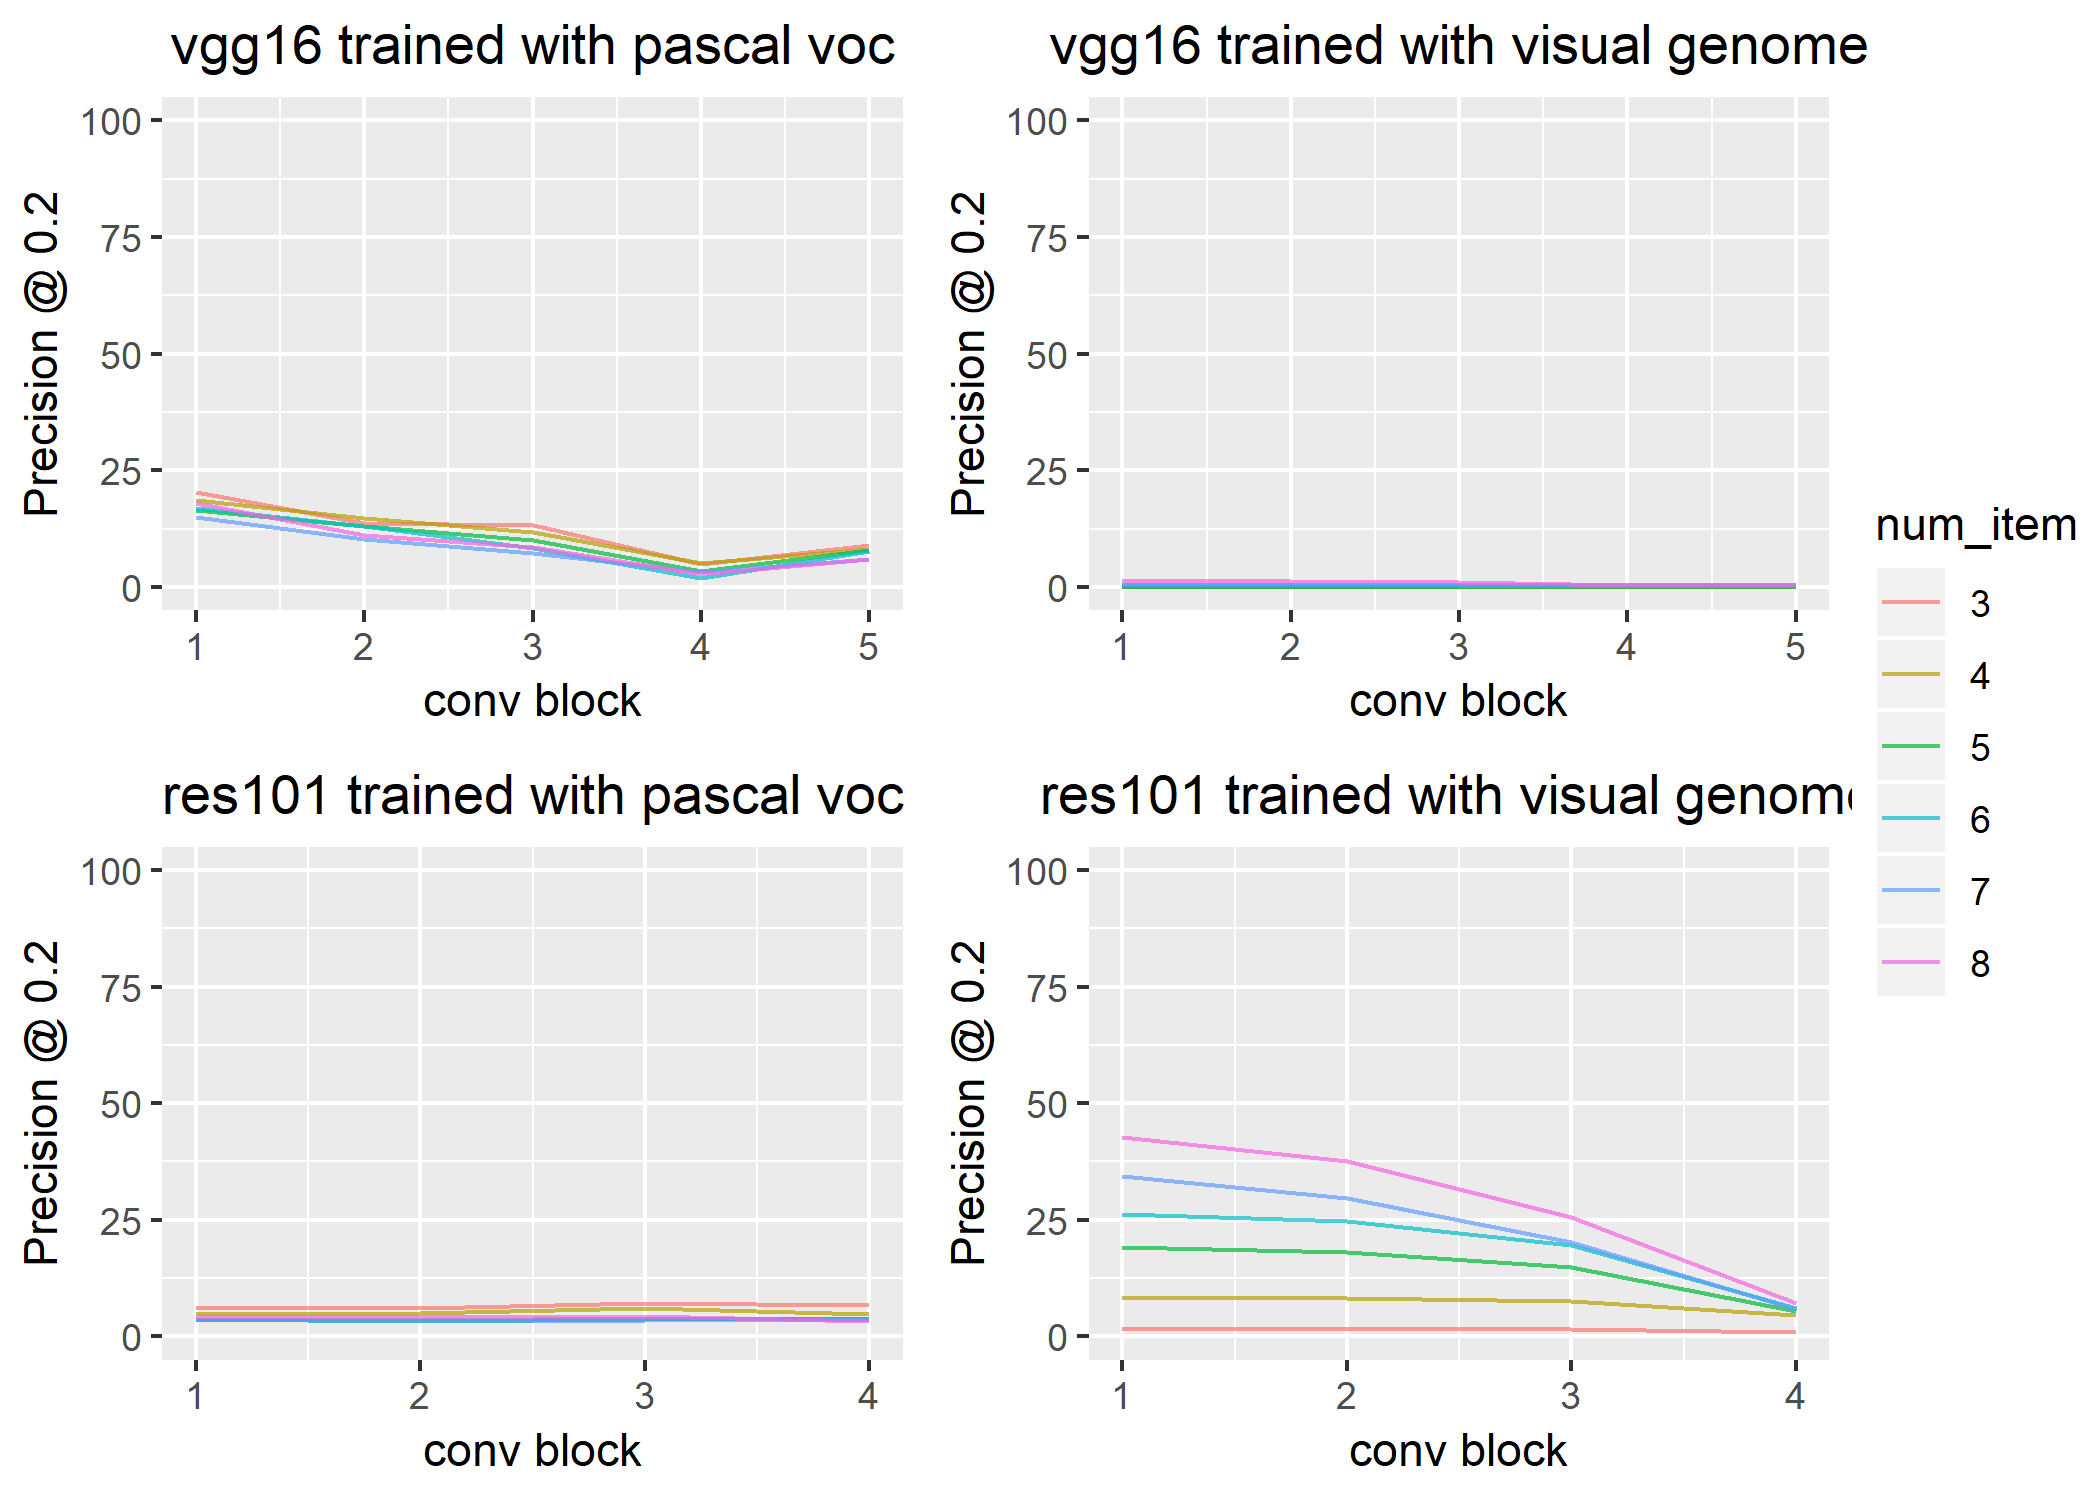 vgg16 trained with pascal voc
Precision @ 0.2
100
75
50
25
0
1 2 3 4 5
conv block
vgg16 trained with visual genome
Precision @ 0.2
100
75
50
25
0
1 2 3 4 5
conv block
res101 trained with pascal voc
Precision @ 0.2
100
75
50
25
0
1 2 3 4
conv block
res101 trained with visual genom
Precision @ 0.2
100
75
50
25
0
1 2 3 4
conv block
num_item
3
4
5
6
7
8